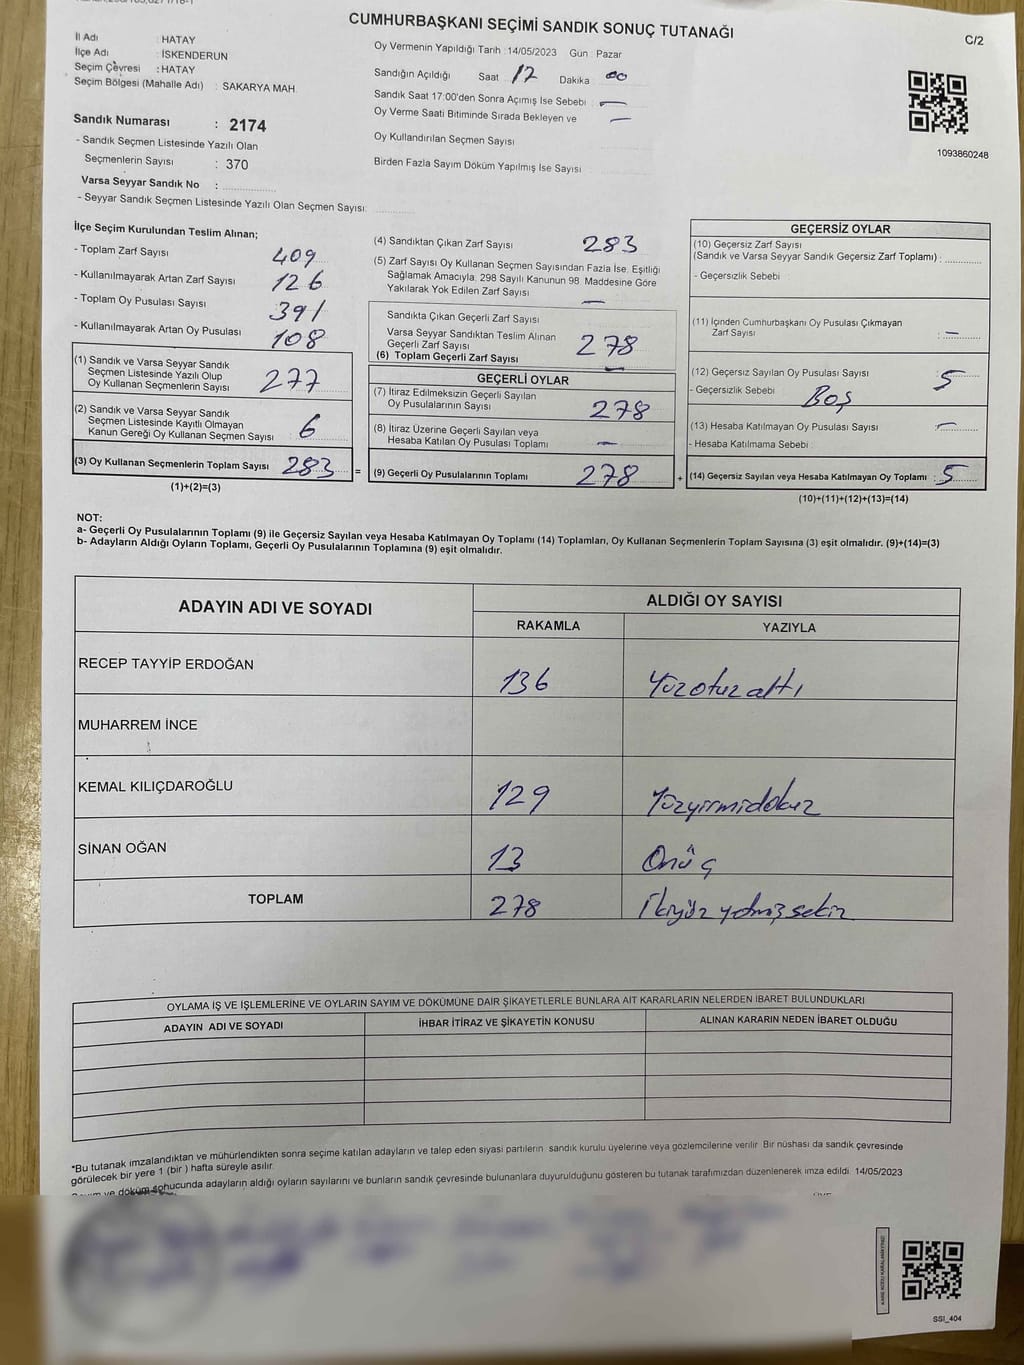 CUMHURBAŞKANI SEÇİMİ SANDIK SONUÇ TUTANAĞI
C/2
İl Adı : HATAY
İlçe Adı : İSKENDERUN
Seçim Çevresi : HATAY
Seçim Bölgesi (Mahalle Adı) : SAKARYA MAH.
Sandık Numarası : 2174
- Sandık Seçmen Listesinde Yazılı Olan
Seçmenlerin Sayısı : 370
Varsa Seyyar Sandık No :
- Seyyar Sandık Seçmen Listesinde Yazılı Olan Seçmen Sayısı:
Oy Vermenin Yapıldığı Tarih : 14/05/2023 Gün : Pazar
Sandığın Açıldığı Saat 17 Dakika 00
Sandık Saat 17:00'den Sonra Açımış İse Sebebi : —
Oy Verme Saati Bitiminde Sırada Bekleyen ve —
Oy Kullandırılan Seçmen Sayısı
Birden Fazla Sayım Döküm Yapılmış İse Sayısı
1093860248
İlçe Seçim Kurulundan Teslim Alınan;
- Toplam Zarf Sayısı 409
- Kullanılmayarak Artan Zarf Sayısı 126
- Toplam Oy Pusulası Sayısı 391
- Kullanılmayarak Artan Oy Pusulası 108
(1) Sandık ve Varsa Seyyar Sandık
Seçmen Listesinde Yazılı Olup
Oy Kullanan Seçmenlerin Sayısı 277
(2) Sandık ve Varsa Seyyar Sandık
Seçmen Listesinde Kayıtlı Olmayan
Kanun Gereği Oy Kullanan Seçmen Sayısı 6
(3) Oy Kullanan Seçmenlerin Toplam Sayısı 283 =
(1)+(2)=(3)
(4) Sandıktan Çıkan Zarf Sayısı 283
(5) Zarf Sayısı Oy Kullanan Seçmen Sayısından Fazla İse, Eşitliği
Sağlamak Amacıyla, 298 Sayılı Kanunun 98. Maddesine Göre
Yakılarak Yok Edilen Zarf Sayısı —
Sandıkta Çıkan Geçerli Zarf Sayısı
Varsa Seyyar Sandıktan Teslim Alınan
Geçerli Zarf Sayısı
(6) Toplam Geçerli Zarf Sayısı 278
GEÇERLİ OYLAR
(7) İtiraz Edilmeksizin Geçerli Sayılan
Oy Pusulalarının Sayısı 278
(8) İtiraz Üzerine Geçerli Sayılan veya
Hesaba Katılan Oy Pusulası Toplamı —
(9) Geçerli Oy Pusulalarının Toplamı 278 +
GEÇERSİZ OYLAR
(10) Geçersiz Zarf Sayısı
(Sandık ve Varsa Seyyar Sandık Geçersiz Zarf Toplamı) :
- Geçersizlik Sebebi :
(11) İçinden Cumhurbaşkanı Oy Pusulası Çıkmayan
Zarf Sayısı : —
(12) Geçersiz Sayılan Oy Pusulası Sayısı : 5
- Geçersizlik Sebebi : Boş
(13) Hesaba Katılmayan Oy Pusulası Sayısı : —
- Hesaba Katılmama Sebebi :
(14) Geçersiz Sayılan veya Hesaba Katılmayan Oy Toplamı : 5
(10)+(11)+(12)+(13)=(14)
NOT:
a- Geçerli Oy Pusulalarının Toplamı (9) ile Geçersiz Sayılan veya Hesaba Katılmayan Oy Toplamı (14) Toplamları, Oy Kullanan Seçmenlerin Toplam Sayısına (3) eşit olmalıdır. (9)+(14)=(3)
b- Adayların Aldığı Oyların Toplamı, Geçerli Oy Pusulalarının Toplamına (9) eşit olmalıdır.
ADAYIN ADI VE SOYADI
ALDIĞI OY SAYISI
RAKAMLA YAZIYLA
RECEP TAYYİP ERDOĞAN 136 Yüzotuzaltı
MUHARREM İNCE
KEMAL KILIÇDAROĞLU 129 Yüzyirmidokuz
SİNAN OĞAN 13 Onüç
TOPLAM 278 İkiyüz yetmiş sekiz
OYLAMA İŞ VE İŞLEMLERİNE VE OYLARIN SAYIM VE DÖKÜMÜNE DAİR ŞİKAYETLERLE BUNLARA AİT KARARLARIN NELERDEN İBARET BULUNDUKLARI
ADAYIN ADI VE SOYADI İHBAR İTİRAZ VE ŞİKAYETİN KONUSU ALINAN KARARIN NEDEN İBARET OLDUĞU
*Bu tutanak imzalandıktan ve mühürlendikten sonra seçime katılan adayların ve talep eden siyasi partilerin sandık kurulu üyelerine veya gözlemcilerine verilir. Bir nüshası da sandık çevresinde
görülecek bir yere 1 (bir) hafta süreyle asılır.
Sayım ve döküm sonucunda adayların aldığı oyların sayılarını ve bunların sandık çevresinde bulunanlara duyurulduğunu gösteren bu tutanak tarafımızdan düzenlenerek imza edildi. 14/05/2023
SSI_404